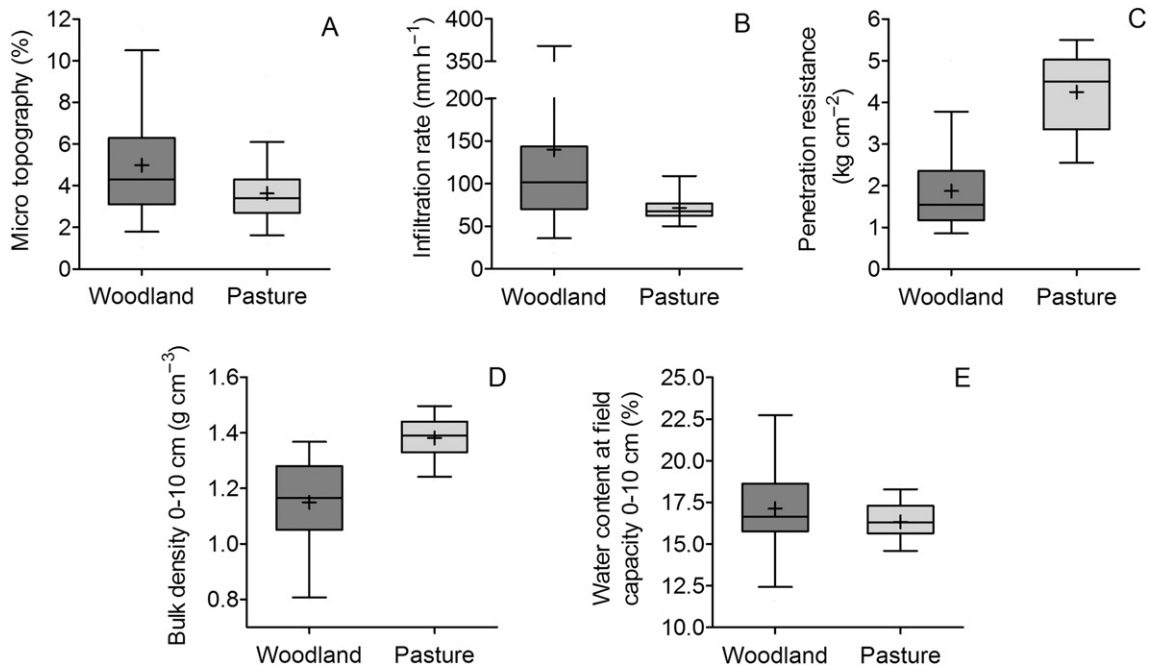 A
Micro topography (%)
12
10
8
6
4
2
0
Woodland Pasture
B
Infiltration rate (mm h⁻¹)
400
350
200
150
100
50
0
Woodland Pasture
C
Penetration resistance
(kg cm⁻²)
6
5
4
3
2
1
0
Woodland Pasture
D
Bulk density 0-10 cm (g cm⁻³)
1.6
1.4
1.2
1.0
0.8
Woodland Pasture
E
Water content at field
capacity 0-10 cm (%)
25.0
22.5
20.0
17.5
15.0
12.5
10.0
Woodland Pasture